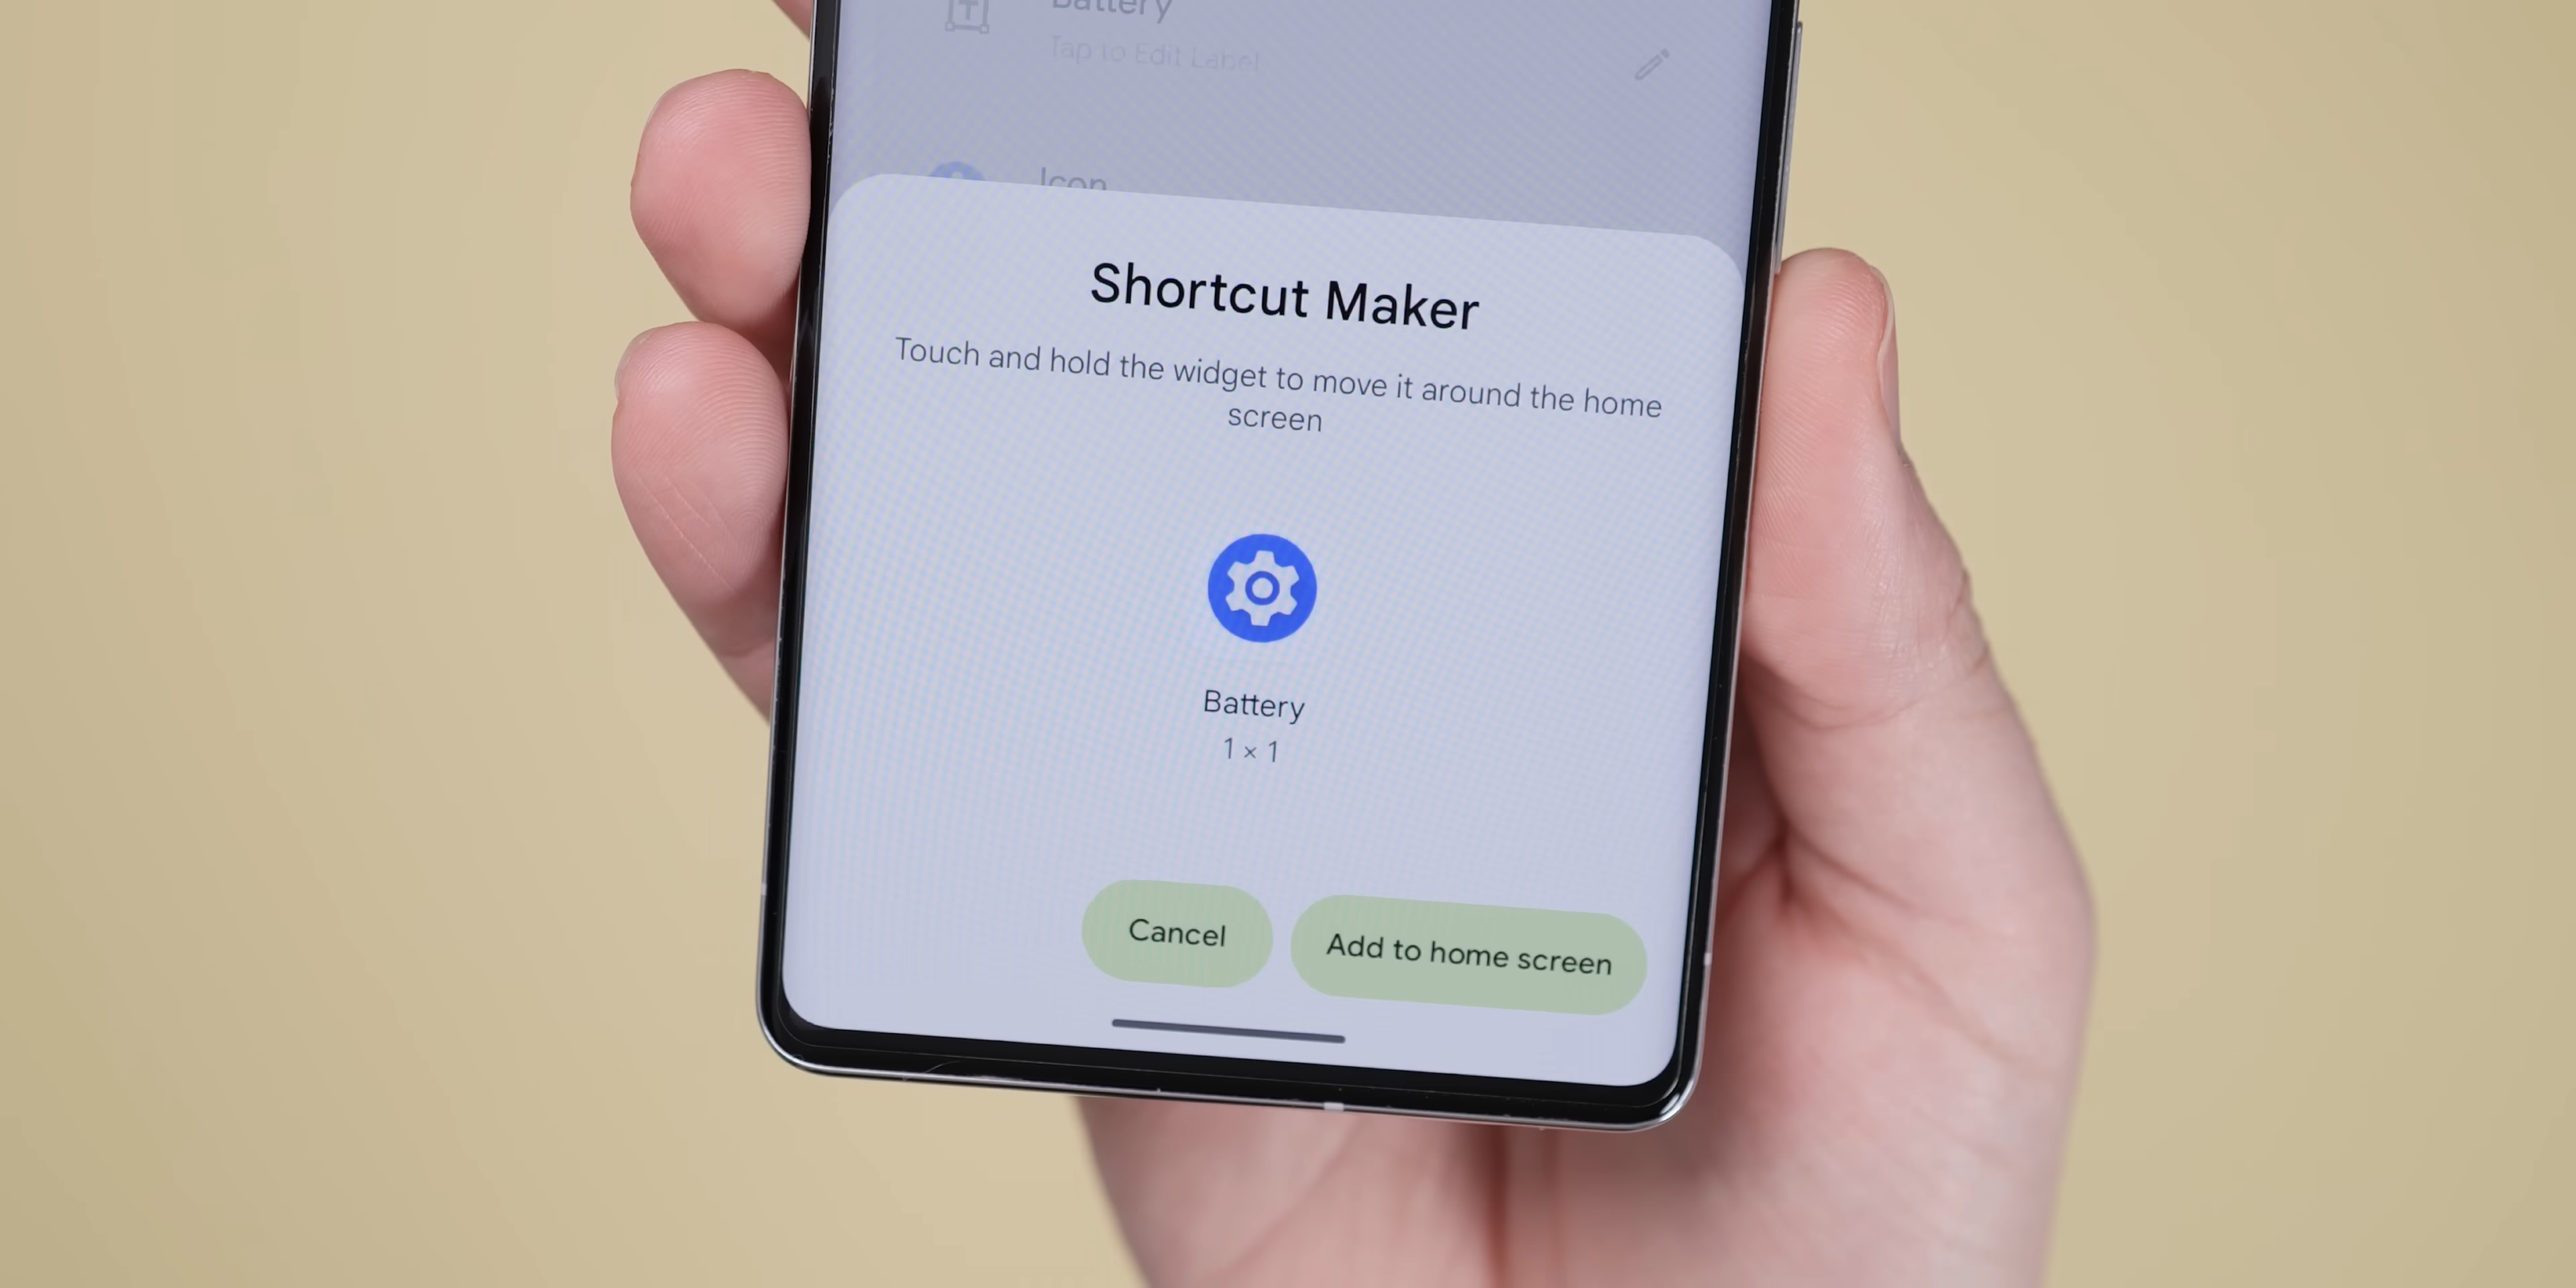 Battery
Tap to Edit Label
Icon
Shortcut Maker
Touch and hold the widget to move it around the home
screen
Battery
1 × 1
Cancel
Add to home screen